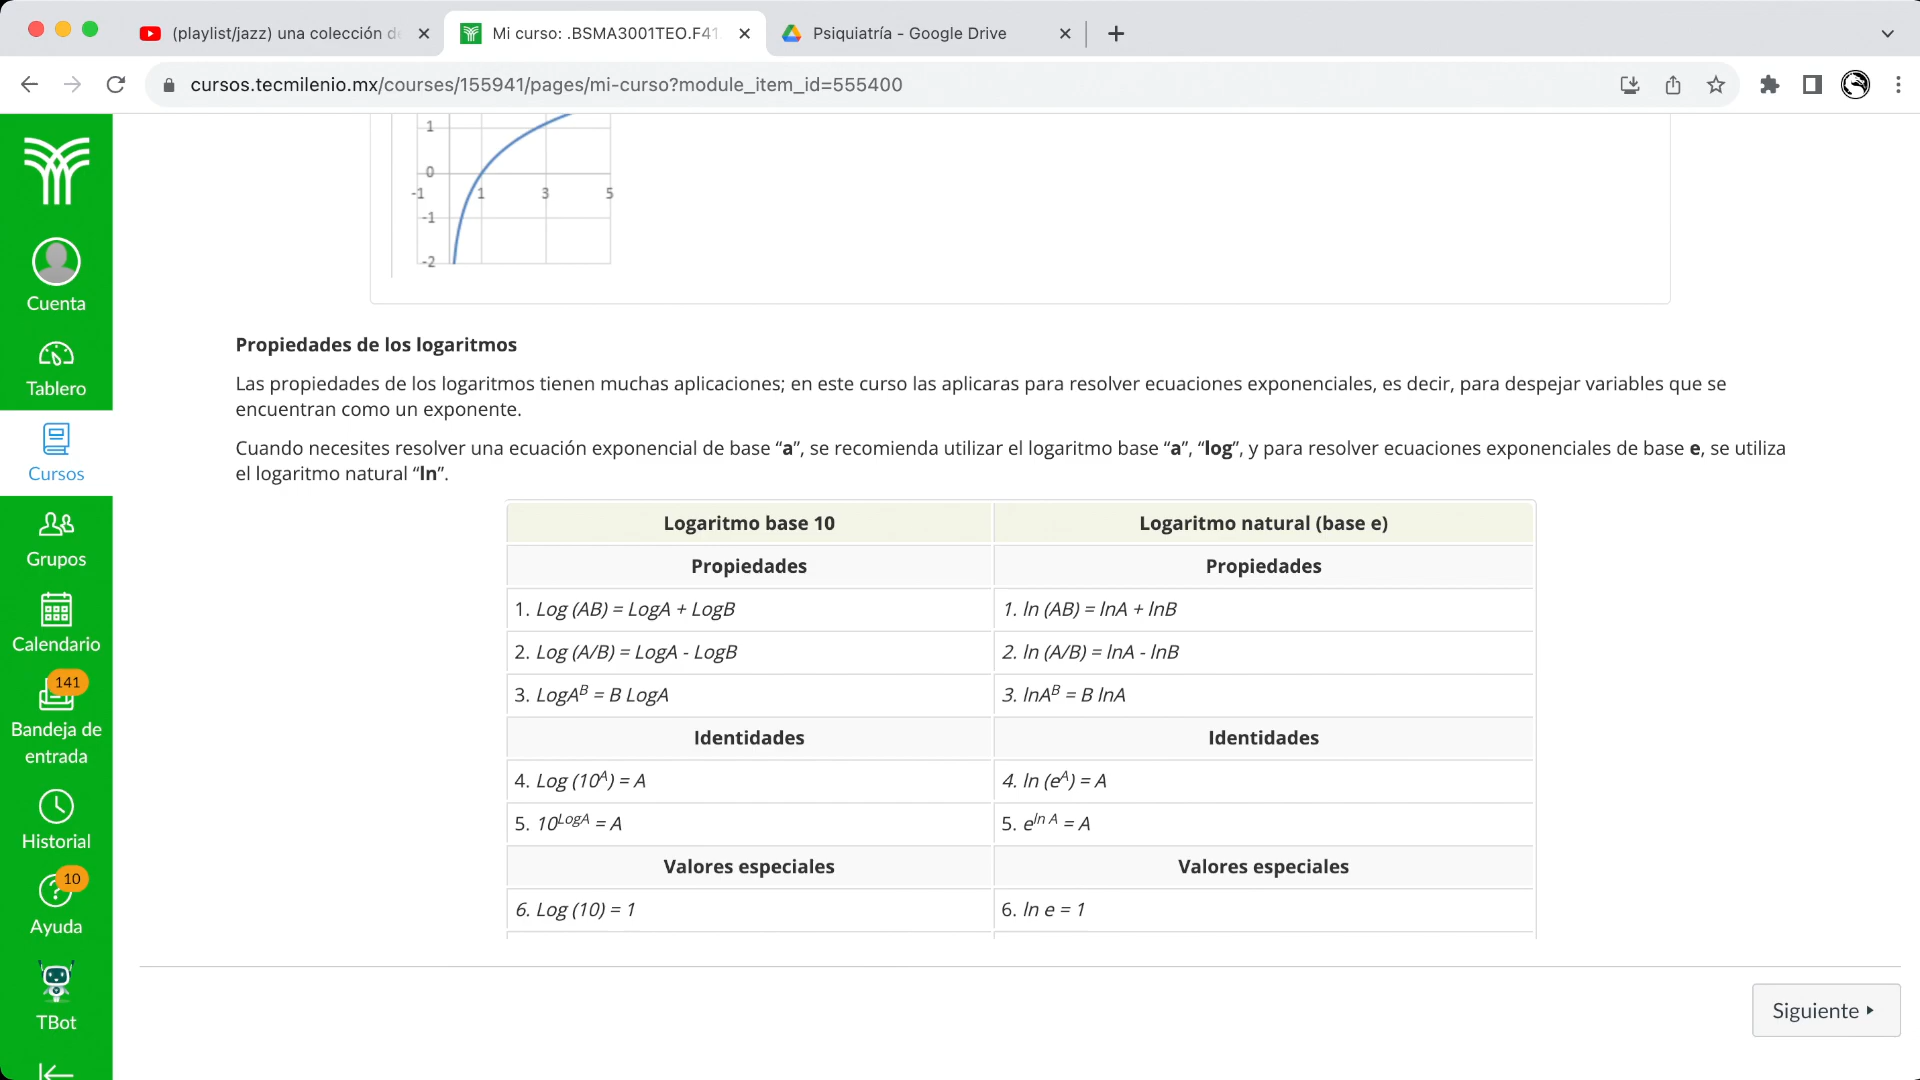 (playlist/jazz) una colección de
Mi curso: .BSMA3001TEO.F41
Psiquiatría - Google Drive
cursos.tecmilenio.mx/courses/155941/pages/mi-curso?module_item_id=555400
Cuenta
Tablero
Cursos
Grupos
Calendario
141
Bandeja de
entrada
Historial
10
Ayuda
TBot
1
0
-1 1 3 5
-1
-2
Propiedades de los logaritmos
Las propiedades de los logaritmos tienen muchas aplicaciones; en este curso las aplicaras para resolver ecuaciones exponenciales, es decir, para despejar variables que se
encuentran como un exponente.
Cuando necesites resolver una ecuación exponencial de base “a”, se recomienda utilizar el logaritmo base “a”, “log”, y para resolver ecuaciones exponenciales de base e, se utiliza
el logaritmo natural “ln”.
Logaritmo base 10 Logaritmo natural (base e)
Propiedades Propiedades
1. Log (AB) = LogA + LogB 1. ln (AB) = lnA + lnB
2. Log (A/B) = LogA - LogB 2. ln (A/B) = lnA - lnB
3. LogA^B = B LogA 3. lnA^B = B lnA
Identidades Identidades
4. Log (10^A) = A 4. ln (e^A) = A
5. 10^LogA = A 5. e^ln A = A
Valores especiales Valores especiales
6. Log (10) = 1 6. ln e = 1
Siguiente